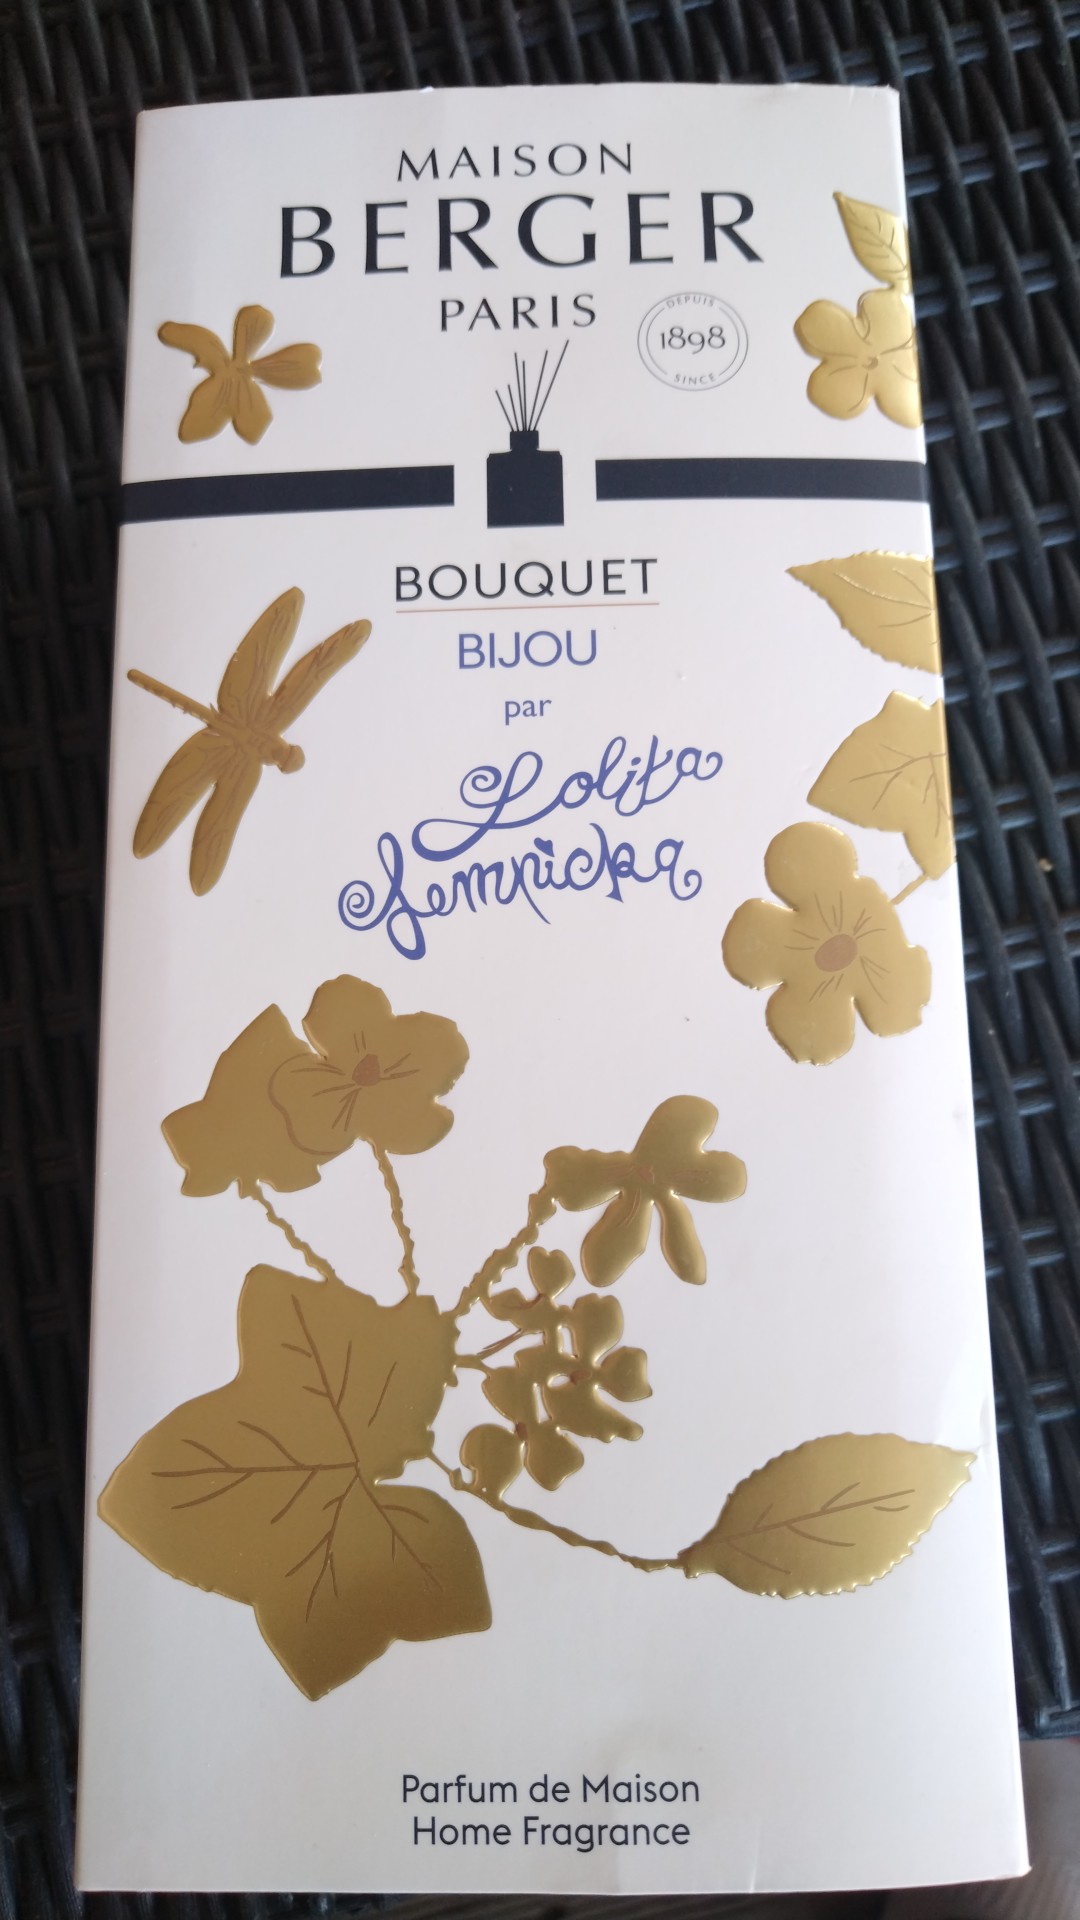 MAISON
BERGER
PARIS
DEPUIS
1898
SINCE
BOUQUET
BIJOU
par
Lolita
Lempicka
Parfum de Maison
Home Fragrance